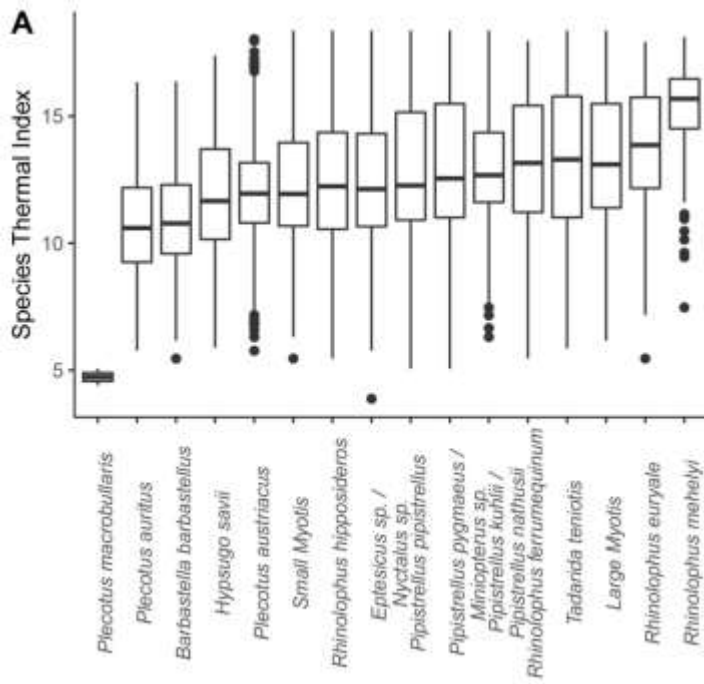 A
Species Thermal Index
15
10
5
Plecotus macrobullaris
Plecotus auritus
Barbastella barbastellus
Hypsugo savii
Plecotus austriacus
Small Myotis
Rhinolophus hipposideros
Eptesicus sp. /
Nyctalus sp.
Pipistrellus pipistrellus
Pipistrellus pygmaeus /
Miniopterus sp.
Pipistrellus kuhlii /
Pipistrellus nathusii
Rhinolophus ferrumequinum
Tadarida teniotis
Large Myotis
Rhinolophus euryale
Rhinolophus mehelyi